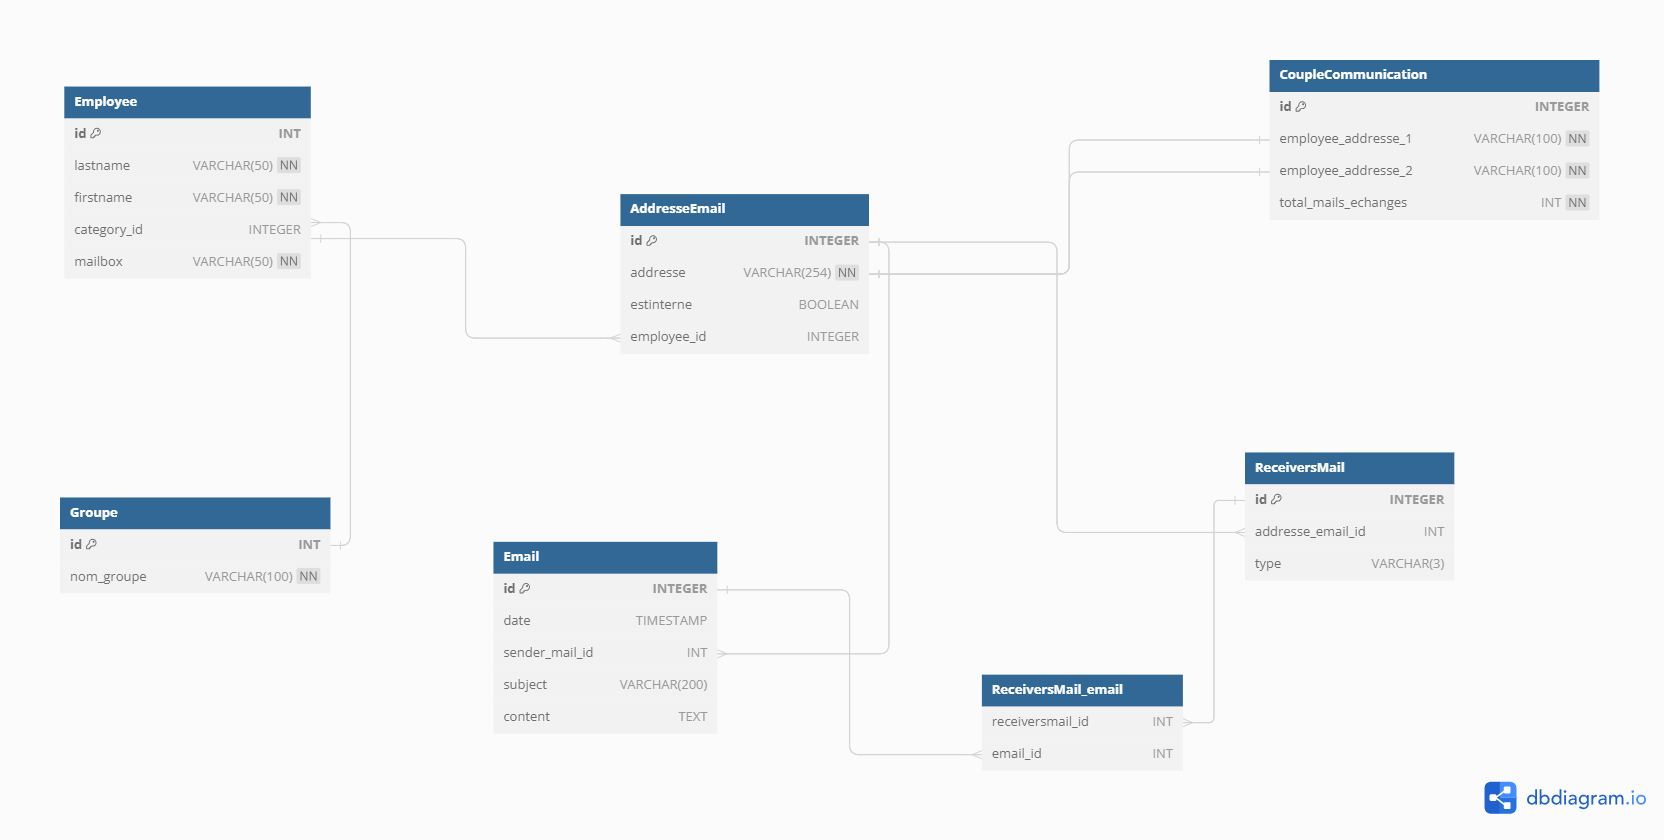 Employee
id INT
lastname VARCHAR(50) NN
firstname VARCHAR(50) NN
category_id INTEGER
mailbox VARCHAR(50) NN
AddresseEmail
id INTEGER
addresse VARCHAR(254) NN
estinterne BOOLEAN
employee_id INTEGER
CoupleCommunication
id INTEGER
employee_addresse_1 VARCHAR(100) NN
employee_addresse_2 VARCHAR(100) NN
total_mails_echanges INT NN
Groupe
id INT
nom_groupe VARCHAR(100) NN
Email
id INTEGER
date TIMESTAMP
sender_mail_id INT
subject VARCHAR(200)
content TEXT
ReceiversMail
id INTEGER
addresse_email_id INT
type VARCHAR(3)
ReceiversMail_email
receiversmail_id INT
email_id INT
dbdiagram.io